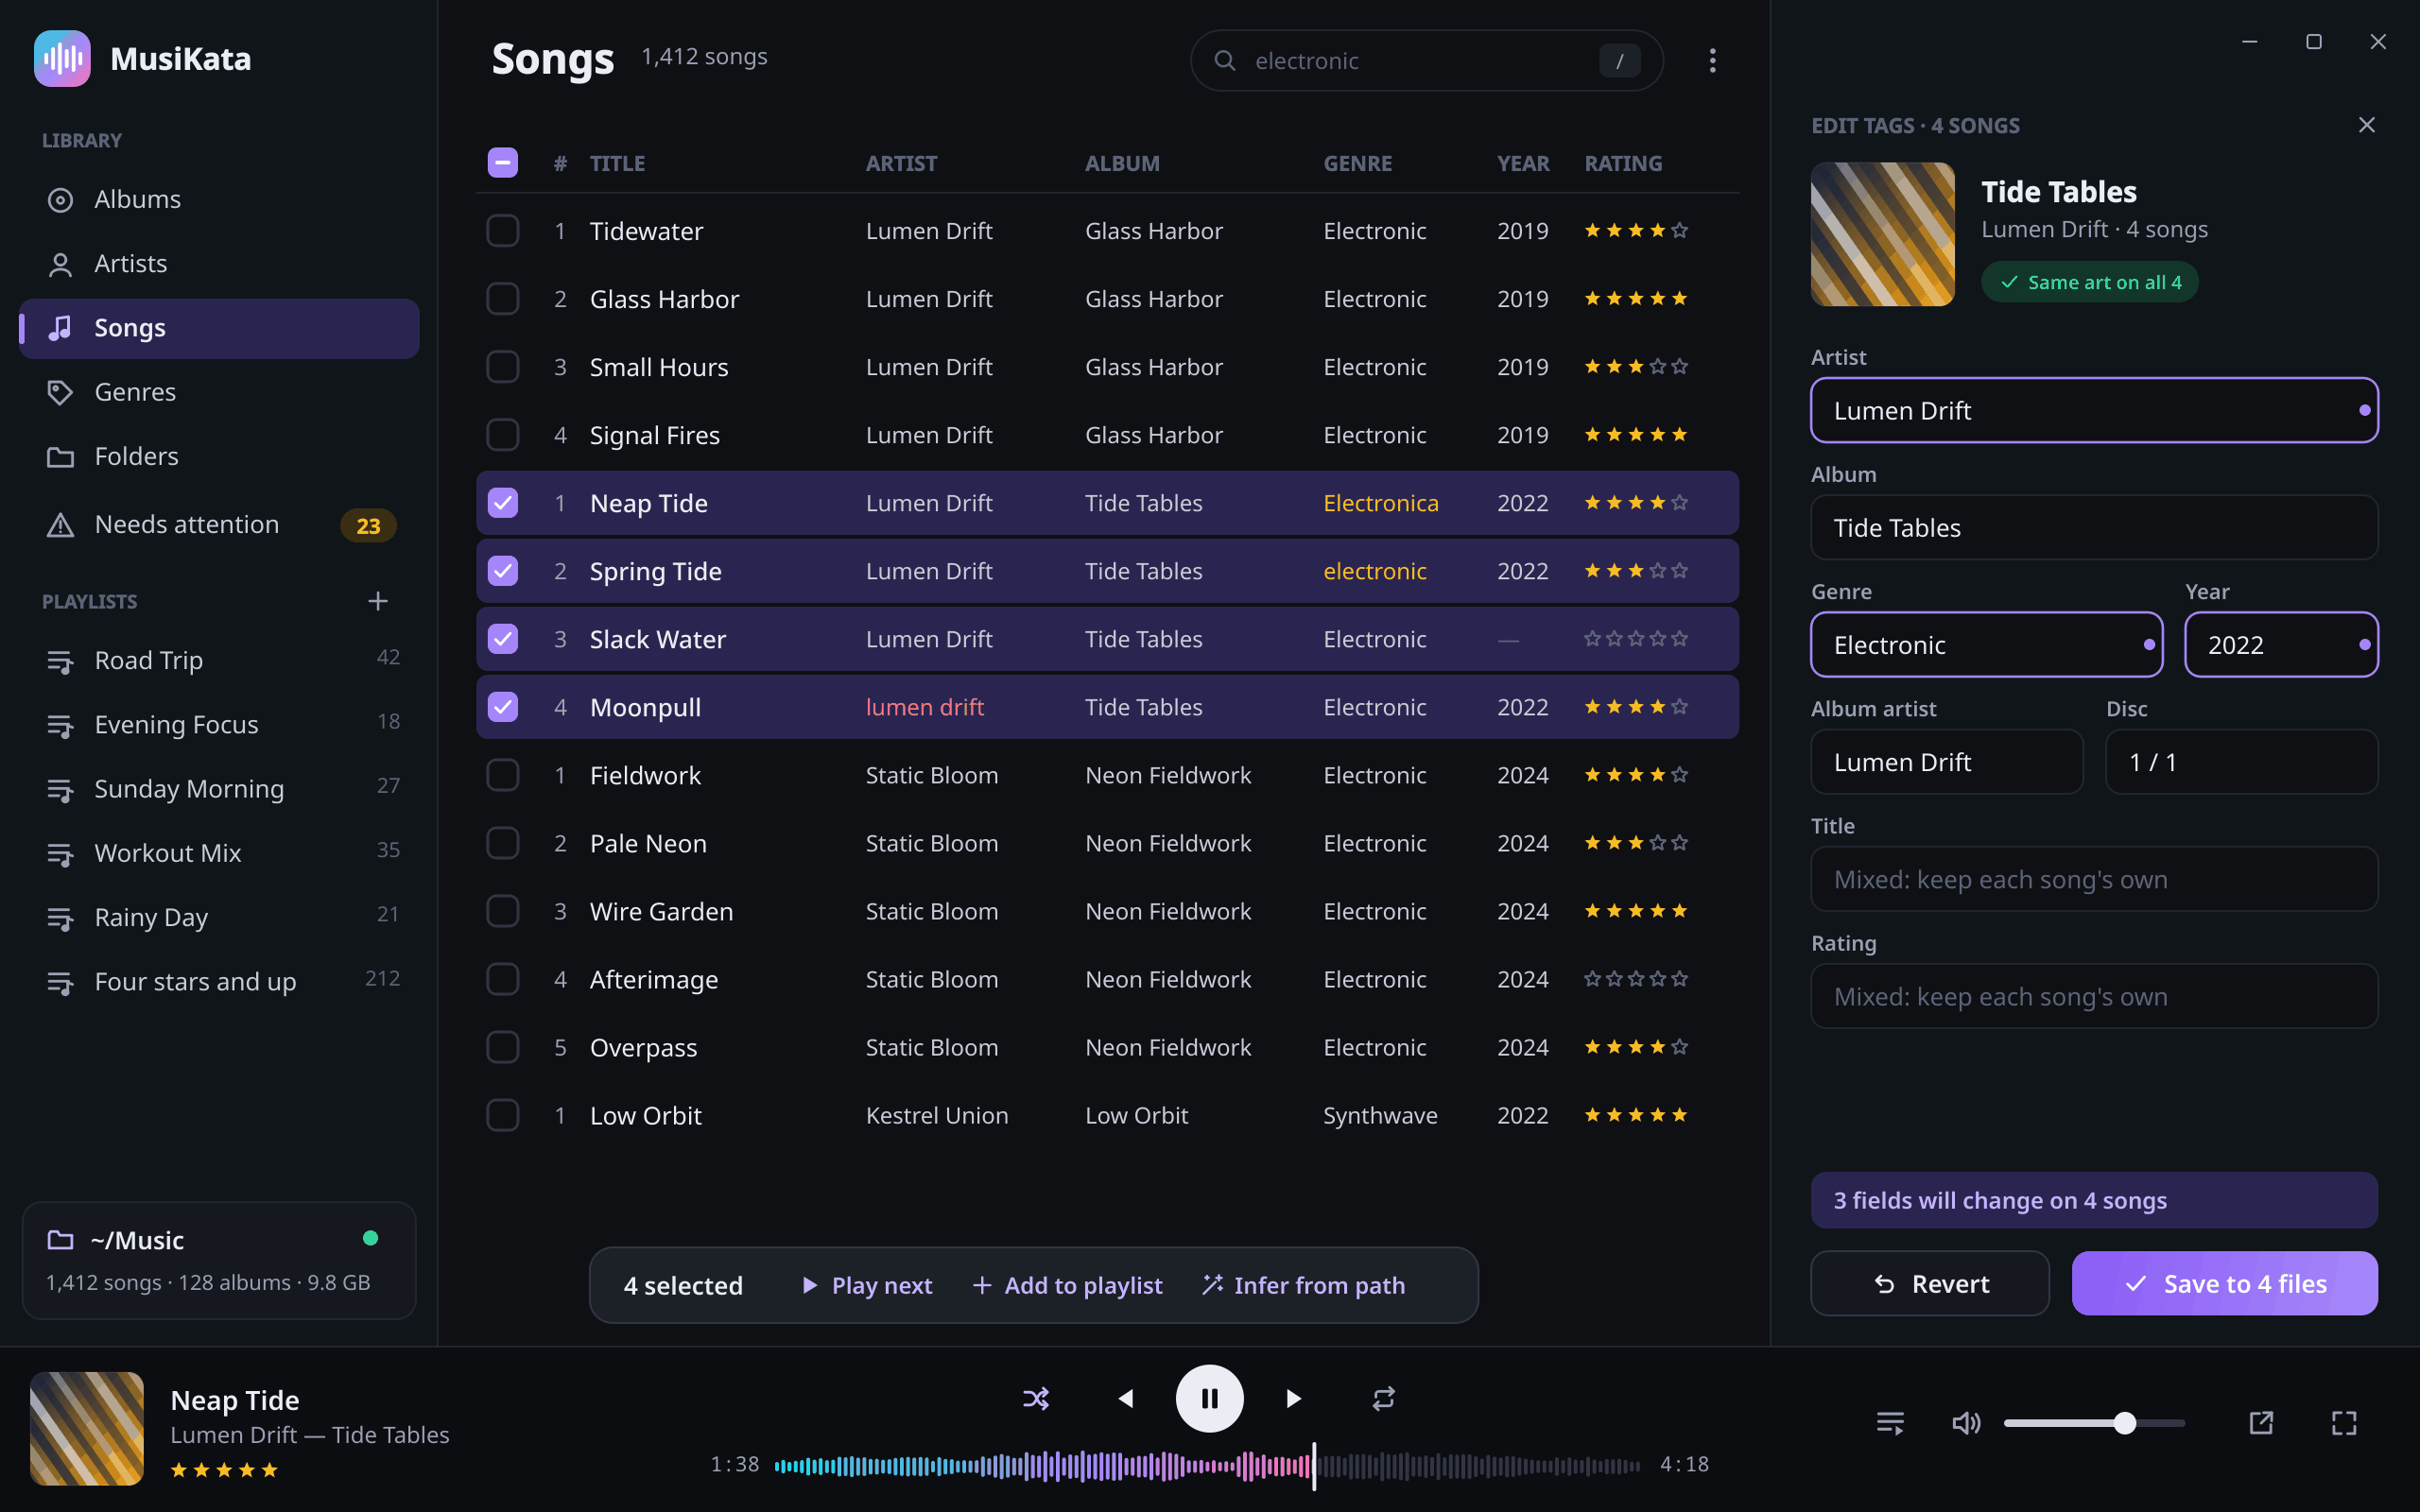 MusiKata
LIBRARY
Albums
Artists
Songs
Genres
Folders
Needs attention 23
PLAYLISTS
Road Trip 42
Evening Focus 18
Sunday Morning 27
Workout Mix 35
Rainy Day 21
Four stars and up 212
~/Music
1,412 songs · 128 albums · 9.8 GB
Songs 1,412 songs
electronic /
# TITLE ARTIST ALBUM GENRE YEAR RATING
1 Tidewater Lumen Drift Glass Harbor Electronic 2019 ★★★★☆
2 Glass Harbor Lumen Drift Glass Harbor Electronic 2019 ★★★★★
3 Small Hours Lumen Drift Glass Harbor Electronic 2019 ★★★☆☆
4 Signal Fires Lumen Drift Glass Harbor Electronic 2019 ★★★★★
1 Neap Tide Lumen Drift Tide Tables Electronica 2022 ★★★★☆
2 Spring Tide Lumen Drift Tide Tables electronic 2022 ★★★☆☆
3 Slack Water Lumen Drift Tide Tables Electronic — ☆☆☆☆☆
4 Moonpull lumen drift Tide Tables Electronic 2022 ★★★★☆
1 Fieldwork Static Bloom Neon Fieldwork Electronic 2024 ★★★★☆
2 Pale Neon Static Bloom Neon Fieldwork Electronic 2024 ★★★☆☆
3 Wire Garden Static Bloom Neon Fieldwork Electronic 2024 ★★★★★
4 Afterimage Static Bloom Neon Fieldwork Electronic 2024 ☆☆☆☆☆
5 Overpass Static Bloom Neon Fieldwork Electronic 2024 ★★★★☆
1 Low Orbit Kestrel Union Low Orbit Synthwave 2022 ★★★★★
4 selected Play next Add to playlist Infer from path
EDIT TAGS · 4 SONGS
Tide Tables
Lumen Drift · 4 songs
Same art on all 4
Artist
Lumen Drift
Album
Tide Tables
Genre Year
Electronic 2022
Album artist Disc
Lumen Drift 1 / 1
Title
Mixed: keep each song's own
Rating
Mixed: keep each song's own
3 fields will change on 4 songs
Revert Save to 4 files
Neap Tide
Lumen Drift — Tide Tables
★★★★★
1:38 4:18